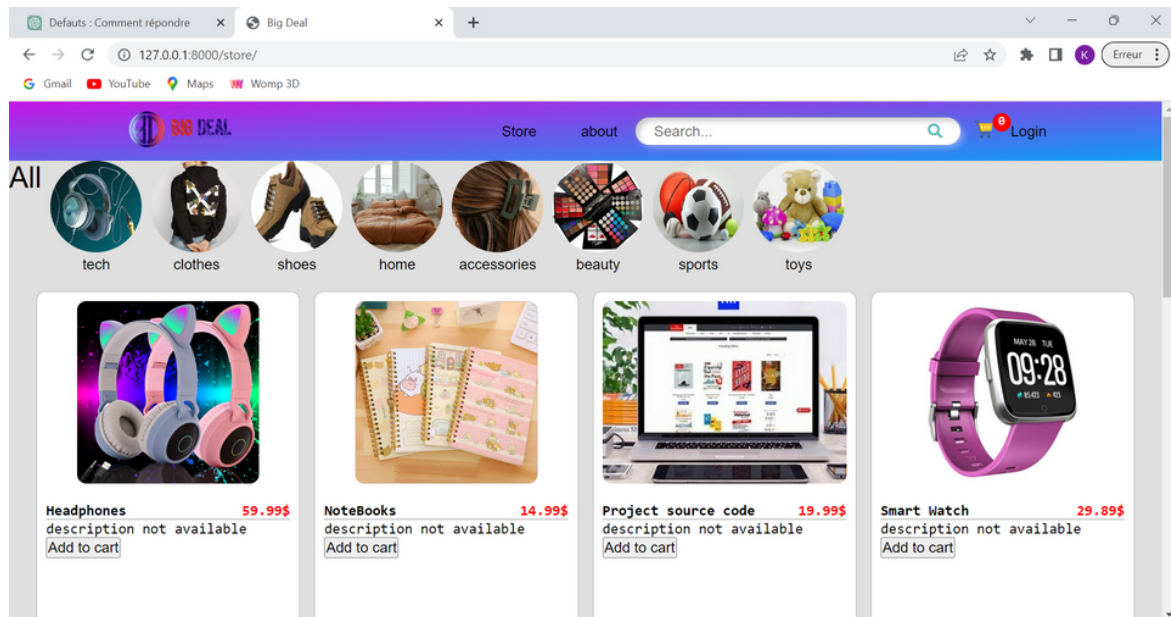 Defauts : Comment répondre
Big Deal
127.0.0.1:8000/store/
K
Erreur
Gmail
YouTube
Maps
Womp 3D
BIG DEAL
Store
about
Search...
0
Login
All
tech
clothes
shoes
home
accessories
beauty
sports
toys
MAY 28 TUE
09:28
Headphones 59.99$
description not available
Add to cart
NoteBooks 14.99$
description not available
Add to cart
Project source code 19.99$
description not available
Add to cart
Smart Watch 29.89$
description not available
Add to cart